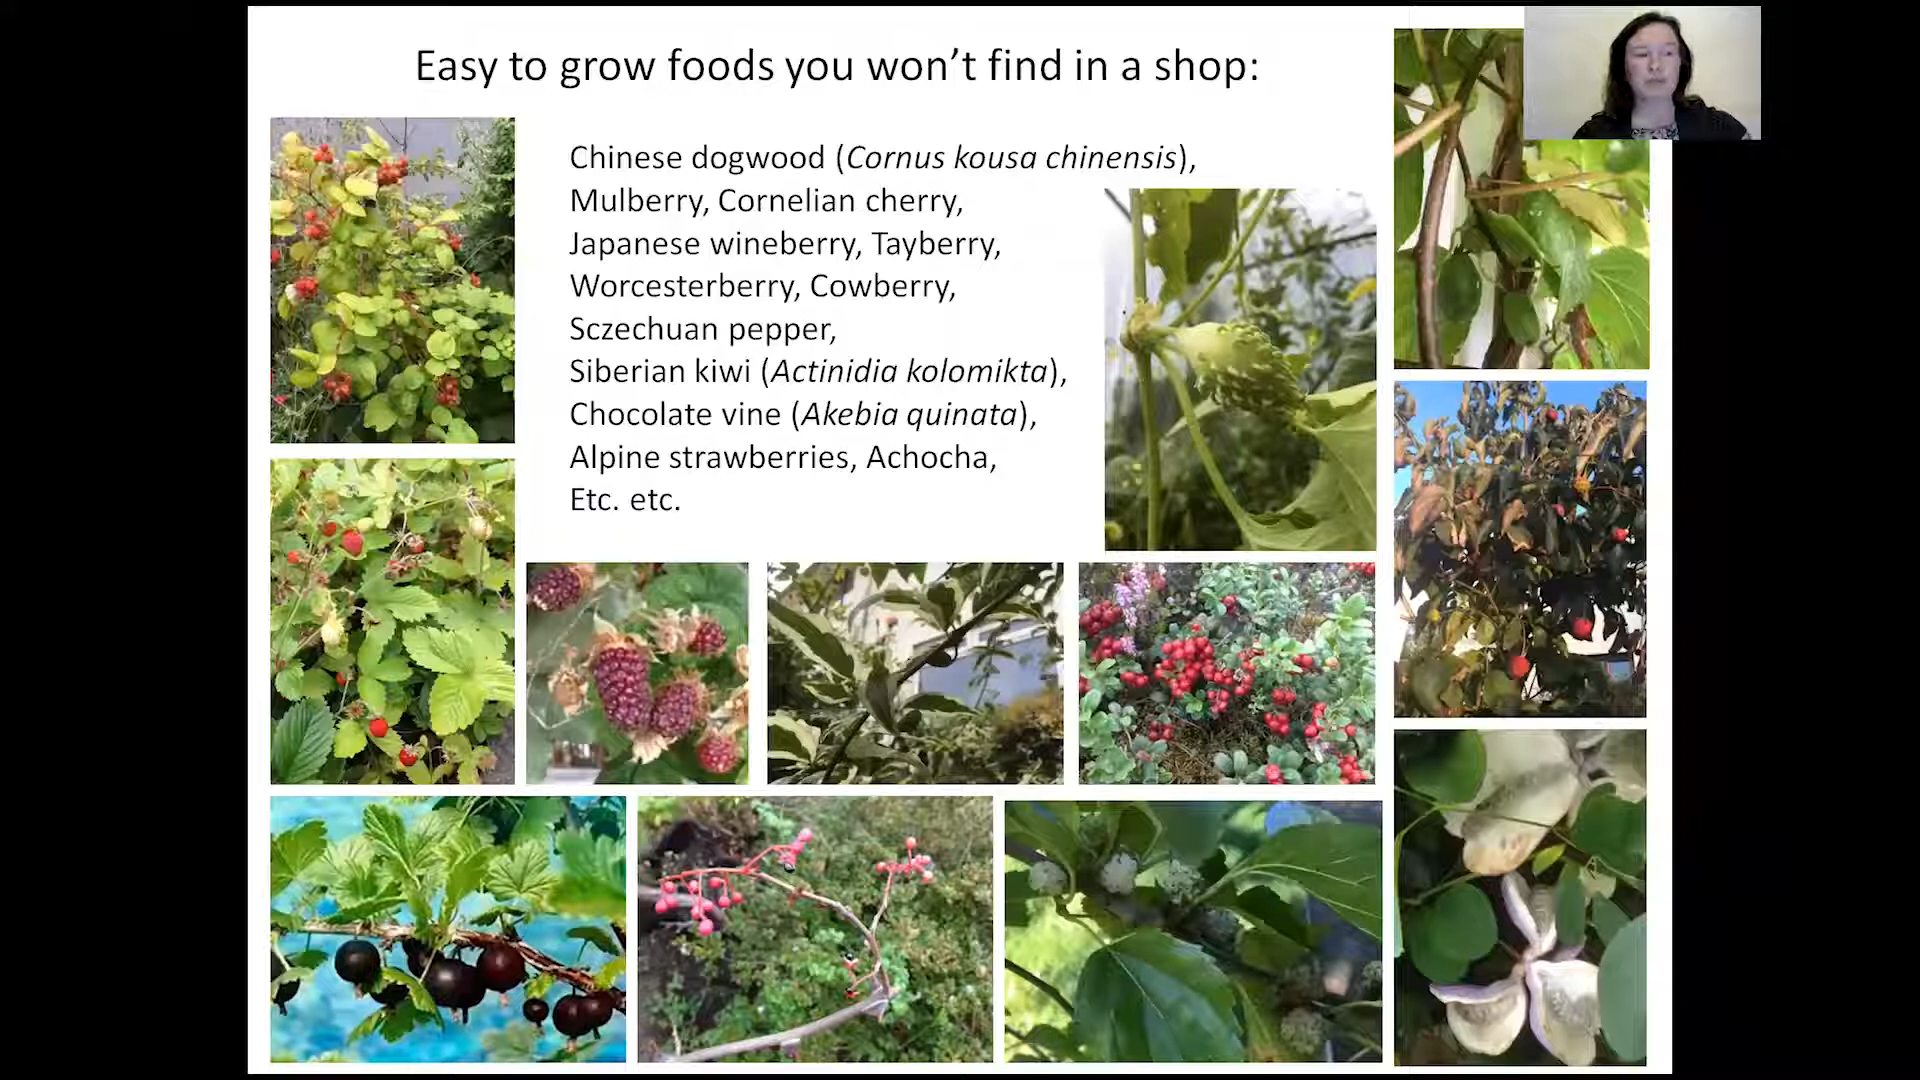 Easy to grow foods you won’t find in a shop:
Chinese dogwood (Cornus kousa chinensis),
Mulberry, Cornelian cherry,
Japanese wineberry, Tayberry,
Worcesterberry, Cowberry,
Sczechuan pepper,
Siberian kiwi (Actinidia kolomikta),
Chocolate vine (Akebia quinata),
Alpine strawberries, Achocha,
Etc. etc.